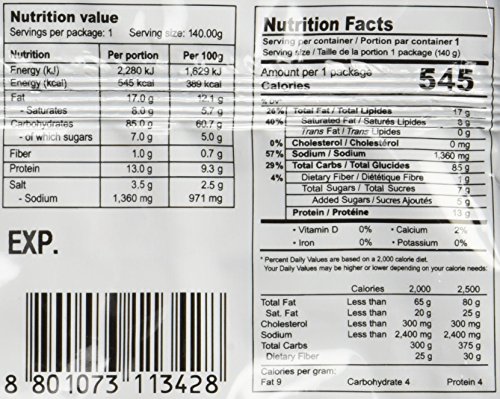 Nutrition value
Servings per package: 1 Serving size: 140.00g
Nutrition Per portion Per 100g
Energy (kJ) 2,280 kJ 1,629 kJ
Energy (kcal) 545 kcal 389 kcal
Fat 17.0 g 12.1 g
- Saturates 8.0 g 5.7 g
Carbohydrates 85.0 g 60.7 g
- of which sugars 7.0 g 5.0 g
Fiber 1.0 g 0.7 g
Protein 13.0 g 9.3 g
Salt 3.5 g 2.5 g
- Sodium 1,360 mg 971 mg
EXP.
8 801073 113428
Nutrition Facts
Serving per container / Portion par container 1
Serving size / Taille de la portion 1 package (140 g)
Amount per 1 package
Calories 545
% DV*
26% Total Fat / Total Lipides 17 g
40% Saturated Fat / Saturés Lipides 8 g
Trans Fat / Trans Lipides 0 g
0% Cholesterol / Cholestérol 0 mg
57% Sodium / Sodium 1,360 mg
29% Total Carbs / Total Glucides 85 g
4% Dietary Fiber / Diététique Fibre 1 g
Total Sugars / Total Sucres 7 g
Added Sugars / Sucres Ajoutés g
Protein / Protéine 13 g
• Vitamin D 0% • Calcium 2%
• Iron 0% • Potassium 0%
* Percent Daily Values are based on a 2,000 calorie diet.
Your Daily Values may be higher or lower depending on your calorie needs:
Calories 2,000 2,500
Total Fat Less than 65 g 80 g
Sat. Fat Less than 20 g 25 g
Cholesterol Less than 300 mg 300 mg
Sodium Less than 2,400 mg 2,400 mg
Total Carbs 300 g 375 g
Dietary Fiber 25 g 30 g
Calories per gram:
Fat 9 Carbohydrate 4 Protein 4